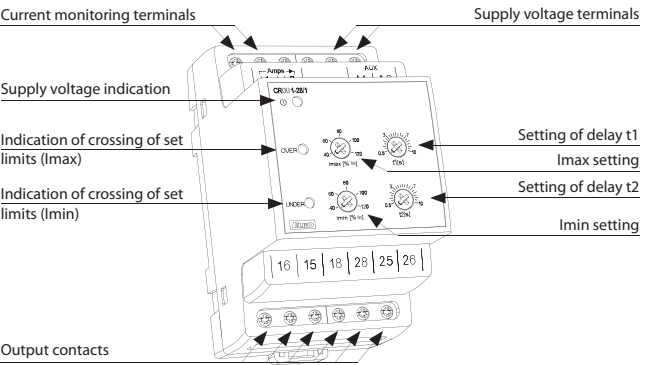 Current monitoring terminals
Supply voltage terminals
Amps
AUX
Supply voltage indication
Indication of crossing of set
limits (Imax)
OVER
Imax [% In]
t1[s]
Setting of delay t1
Imax setting
Indication of crossing of set
limits (Imin)
UNDER
Imin [% In]
t2[s]
Setting of delay t2
Imin setting
16 15 18 28 25 26
Output contacts